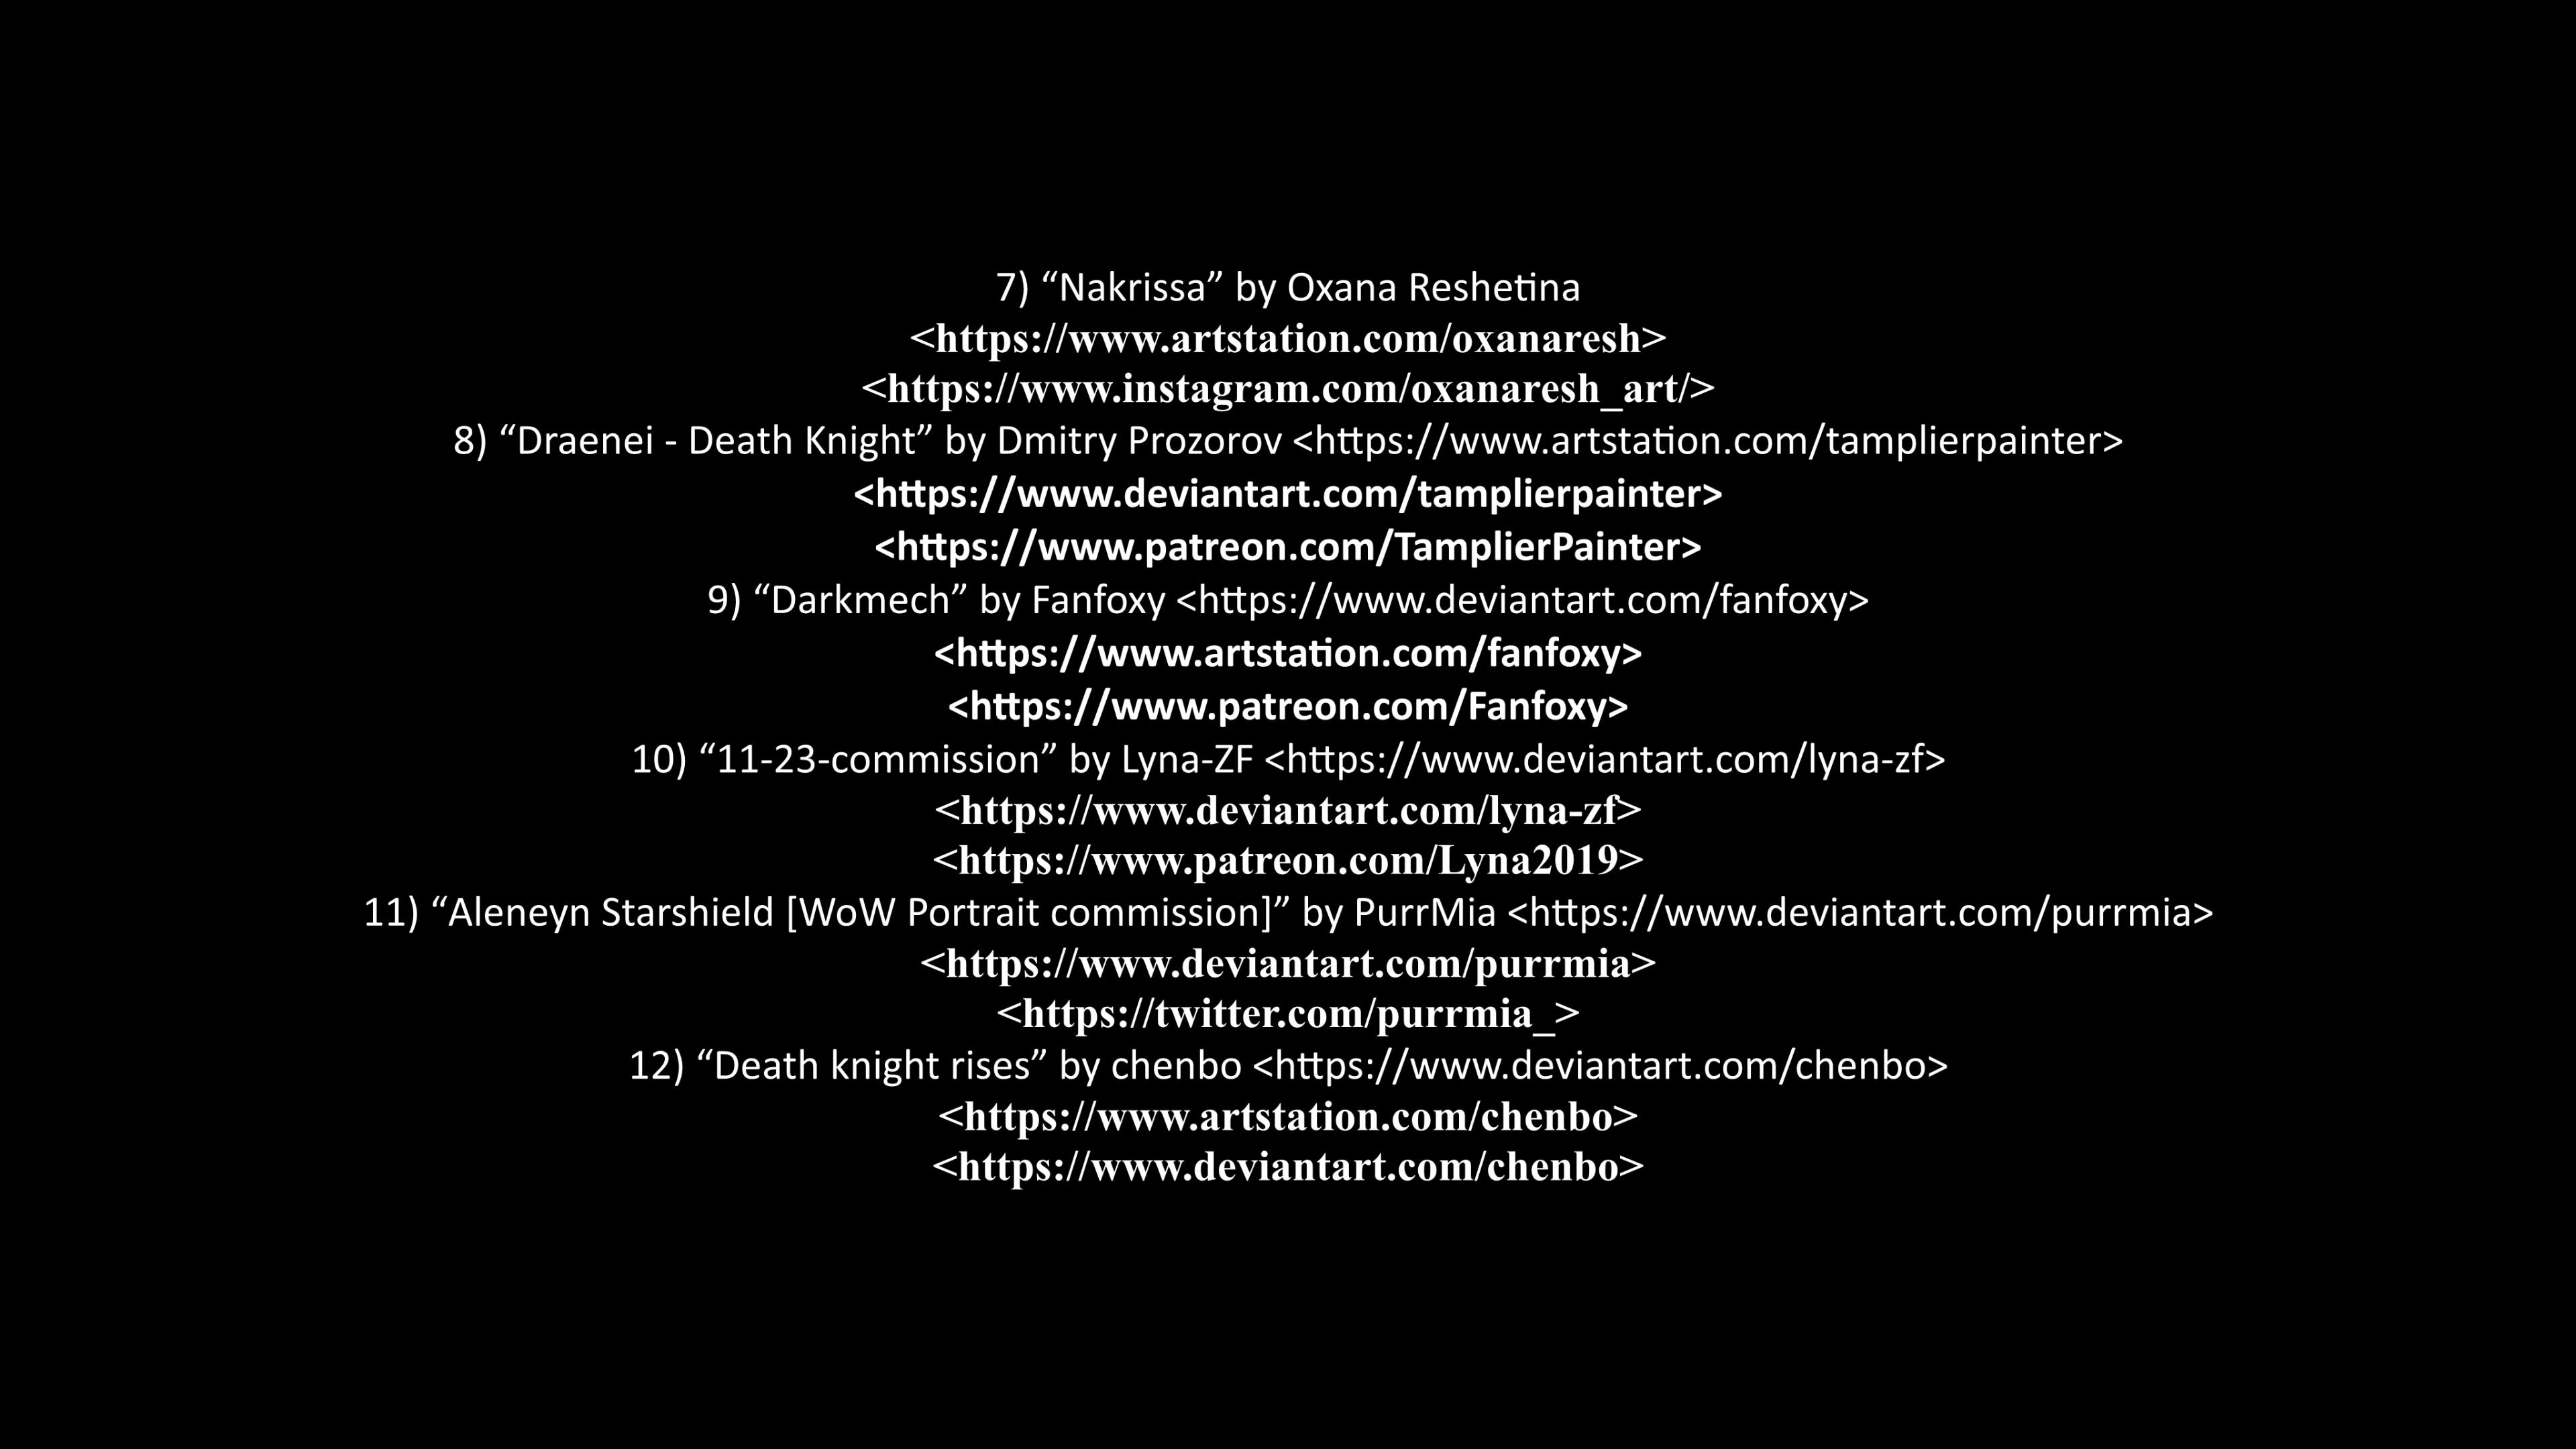 7) “Nakrissa” by Oxana Reshetina
<https://www.artstation.com/oxanaresh>
<https://www.instagram.com/oxanaresh_art/>
8) “Draenei - Death Knight” by Dmitry Prozorov <https://www.artstation.com/tamplierpainter>
<https://www.deviantart.com/tamplierpainter>
<https://www.patreon.com/TamplierPainter>
9) “Darkmech” by Fanfoxy <https://www.deviantart.com/fanfoxy>
<https://www.artstation.com/fanfoxy>
<https://www.patreon.com/Fanfoxy>
10) “11-23-commission” by Lyna-ZF <https://www.deviantart.com/lyna-zf>
<https://www.deviantart.com/lyna-zf>
<https://www.patreon.com/Lyna2019>
11) “Aleneyn Starshield [WoW Portrait commission]” by PurrMia <https://www.deviantart.com/purrmia>
<https://www.deviantart.com/purrmia>
<https://twitter.com/purrmia_>
12) “Death knight rises” by chenbo <https://www.deviantart.com/chenbo>
<https://www.artstation.com/chenbo>
<https://www.deviantart.com/chenbo>